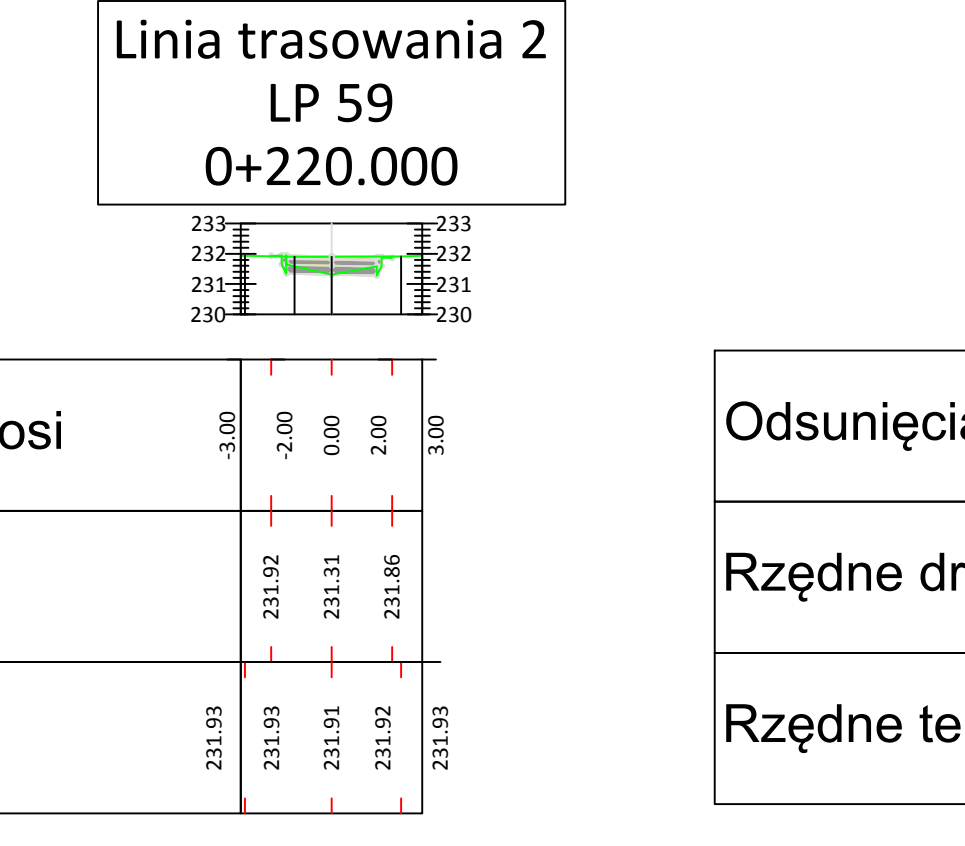 Linia trasowania 2
LP 59
0+220.000
233 233
232 232
231 231
230 230
osi
-3.00 -2.00 0.00 2.00 3.00
231.92 231.31 231.86
231.93 231.93 231.91 231.92 231.93
Odsunięcia
Rzędne dr
Rzędne te